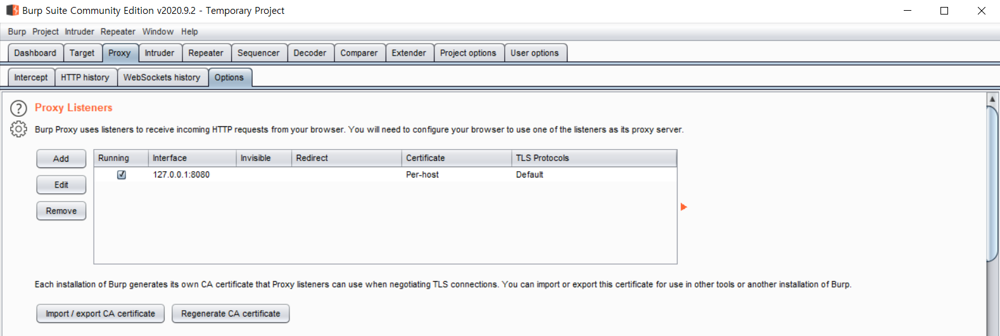 Burp Suite Community Edition v2020.9.2 - Temporary Project
Burp Project Intruder Repeater Window Help
Dashboard Target Proxy Intruder Repeater Sequencer Decoder Comparer Extender Project options User options
Intercept HTTP history WebSockets history Options
? Proxy Listeners
Burp Proxy uses listeners to receive incoming HTTP requests from your browser. You will need to configure your browser to use one of the listeners as its proxy server.
Add Running Interface Invisible Redirect Certificate TLS Protocols
127.0.0.1:8080 Per-host Default
Edit
Remove
Each installation of Burp generates its own CA certificate that Proxy listeners can use when negotiating TLS connections. You can import or export this certificate for use in other tools or another installation of Burp.
Import / export CA certificate Regenerate CA certificate